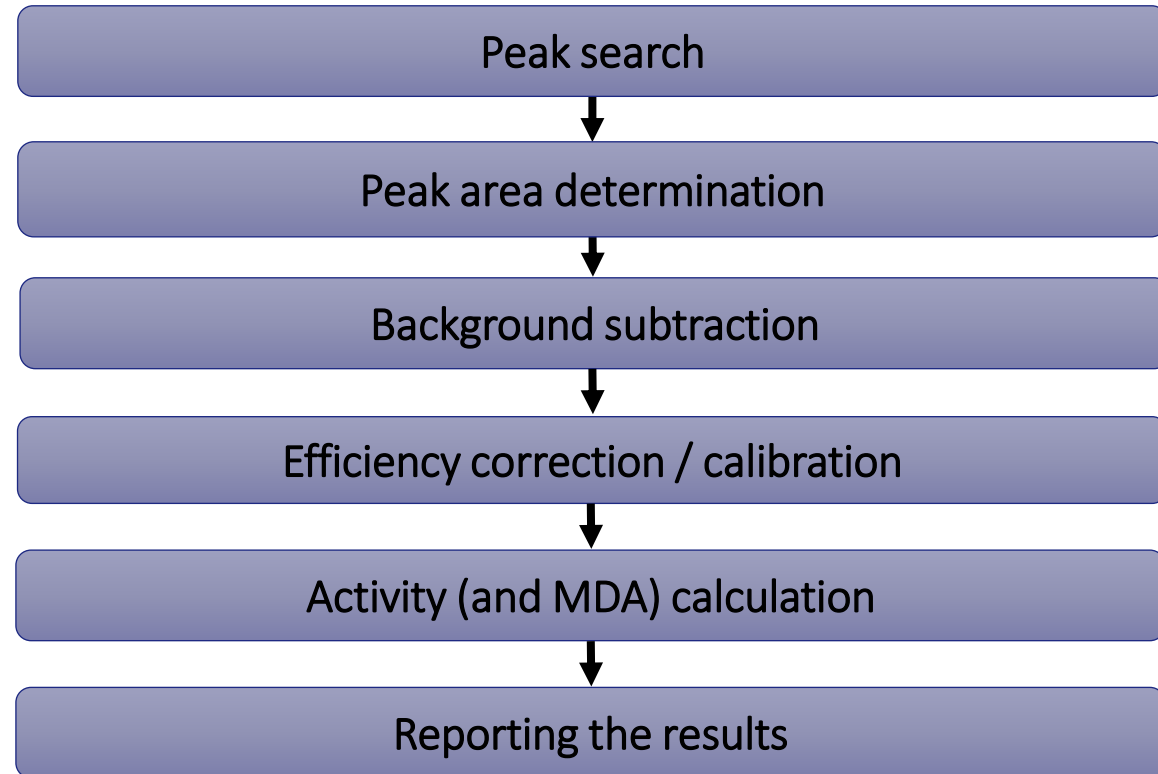 Peak search
Peak area determination
Background subtraction
Efficiency correction / calibration
Activity (and MDA) calculation
Reporting the results